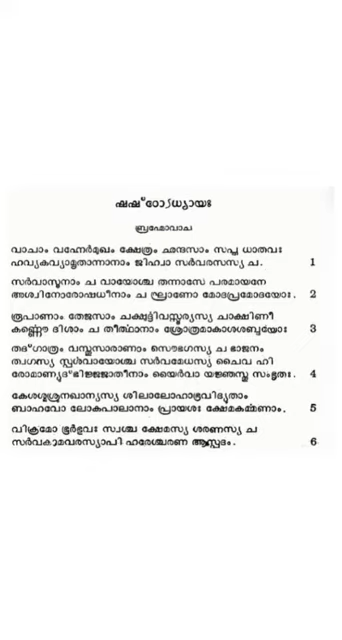 ഷഷ്ഠോഽധ്യായഃ
ബ്രഹ്മോവാച
വാചാം വഹ്നേർമുഖം ക്ഷേത്രം ഛന്ദസാം സപ്ത ധാതവഃ
ഹവ്യകവ്യാമൃതാന്നാനാം ജിഹ്വാ സർവരസസ്യ ച. 1
സർവാസൂനാം ച വായോശ്ച തന്നാസേ പരമായനേ
അശ്വിനോരോഷധീനാം ച ഘ്രാണോ മോദപ്രമോദയോഃ. 2
രൂപാണാം തേജസാം ചക്ഷുർദിവസ്സൂര്യസ്യ ചാക്ഷിണീ
കർണ്ണൌ ദിശാം ച തീർത്ഥാനാം ശ്രോത്രമാകാശശബ്ദയോഃ 3
തദ്ഗാത്രം വസ്തുസാരാണാം സൌഭഗസ്യ ച ഭാജനം
ത്വഗസ്യ സ്പർശവായോശ്ച സർവമേധസ്യ ചൈവ ഹി
രോമാണ്യുദ്ഭിജ്ജജാതീനാം യൈർവാ യജ്ഞസ്തു സംഭൃതഃ. 4
കേശശ്മശ്രുനഖാന്യസ്യ ശിലാലോഹാഭ്രവിദ്യുതാം
ബാഹവോ ലോകപാലാനാം പ്രായശഃ ക്ഷേമകർമണാം. 5
വിക്രമോ ഭൂർഭുവഃ സ്വശ്ച ക്ഷേമസ്യ ശരണസ്യ ച
സർവകാമവരസ്യാപി ഹരേശ്ചരണ ആസ്പദം. 6